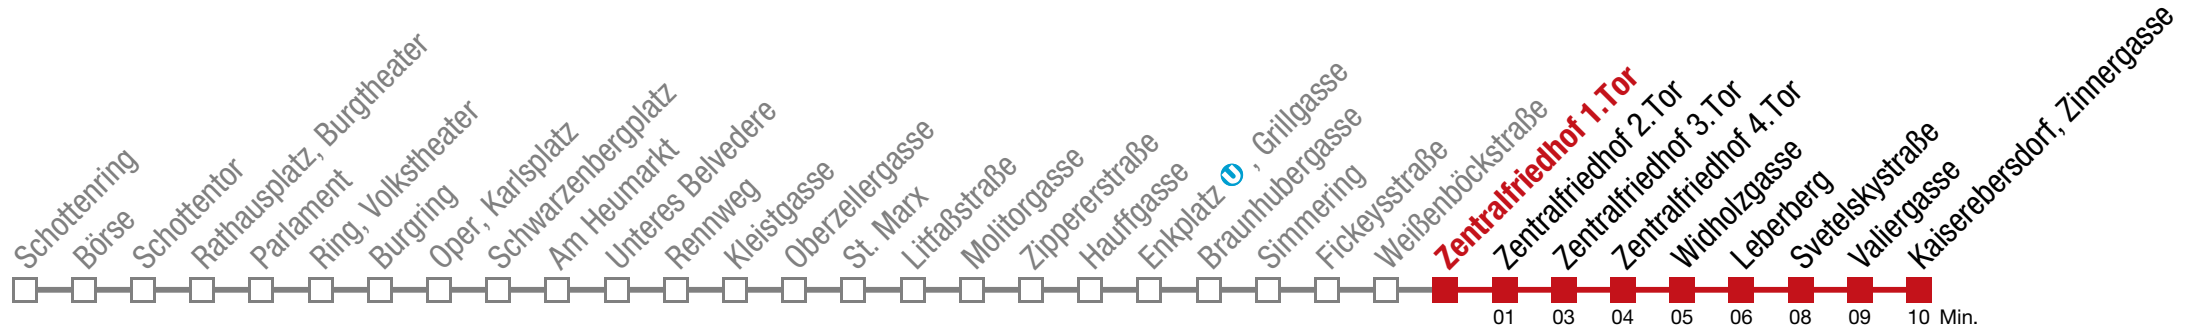 Schottenring
Börse
Schottentor
Rathausplatz, Burgtheater
Parlament
Ring, Volkstheater
Burgring
Oper, Karlsplatz
Schwarzenbergplatz
Am Heumarkt
Unteres Belvedere
Rennweg
Kleistgasse
Oberzellergasse
St. Marx
Litfaßstraße
Molitorgasse
Zippererstraße
Hauffgasse
Enkplatz U , Grillgasse
Braunhubergasse
Simmering
Fickeysstraße
Weißenböckstraße
Zentralfriedhof 1.Tor
Zentralfriedhof 2.Tor
Zentralfriedhof 3.Tor
Zentralfriedhof 4.Tor
Widholzgasse
Leberberg
Svetelskystraße
Valiergasse
Kaiserebersdorf, Zinnergasse
01 03 04 05 06 08 09 10 Min.